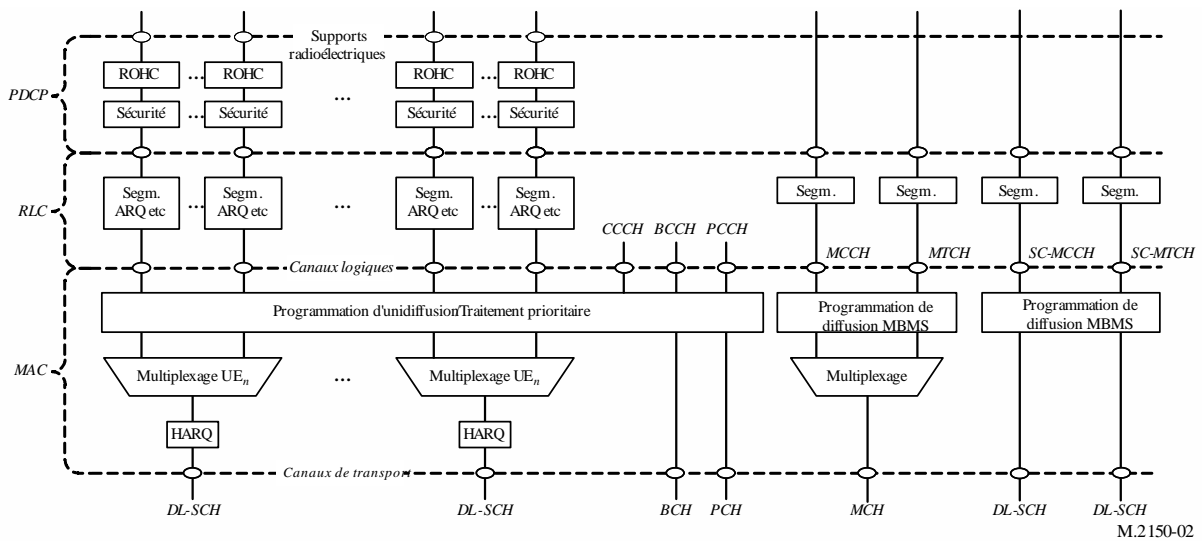 Supports
radioélectriques
ROHC ... ROHC ROHC ... ROHC
PDCP
...
Sécurité ... Sécurité Sécurité ... Sécurité
Segm.
ARQ etc ... Segm.
ARQ etc ... Segm.
ARQ etc ... Segm.
ARQ etc
Segm. Segm. Segm. Segm.
RLC
CCCH BCCH PCCH
MCCH MTCH SC-MCCH SC-MTCH
Canaux logiques
Programmation d'unidiffusion/Traitement prioritaire
Programmation de
diffusion MBMS
Programmation de
diffusion MBMS
MAC
Multiplexage UEn ... Multiplexage UEn Multiplexage
HARQ HARQ
Canaux de transport
DL-SCH DL-SCH BCH PCH MCH DL-SCH DL-SCH
M.2150-02